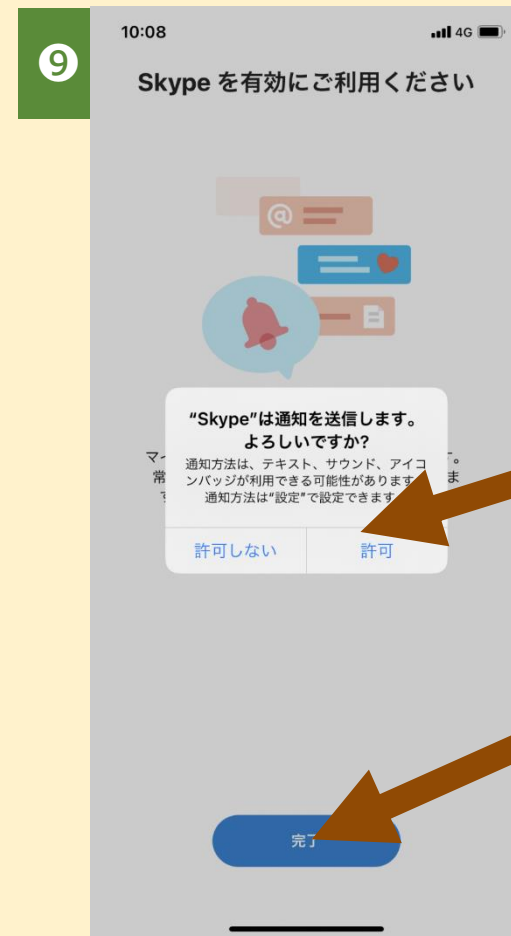 ❾
10:08
4G
Skype を有効にご利用ください
@
“Skype”は通知を送信します。
よろしいですか?
通知方法は、テキスト、サウンド、アイコ
ンバッジが利用できる可能性があります
通知方法は“設定”で設定できます
マイ 。
常 ま
許可しない 許可
完了